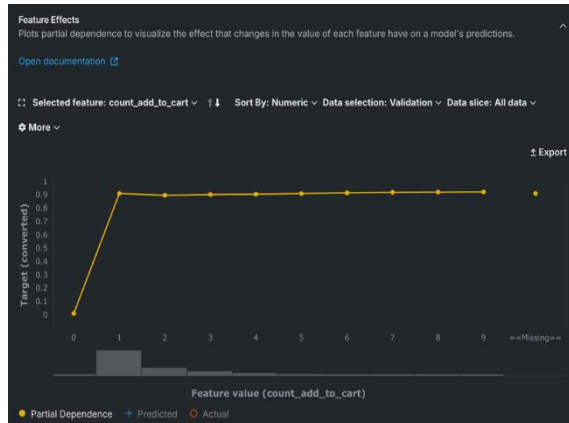 Feature Effects
Plots partial dependence to visualize the effect that changes in the value of each feature have on a model's predictions.
Open documentation
Selected feature: count_add_to_cart Sort By: Numeric Data selection: Validation Data slice: All data
More
Export
1
0.9
0.8
0.7
0.6
0.5
0.4
0.3
0.2
0.1
0
Target (converted)
0 1 2 3 4 5 6 7 8 9 ==Missing==
Feature value (count_add_to_cart)
Partial Dependence Predicted Actual